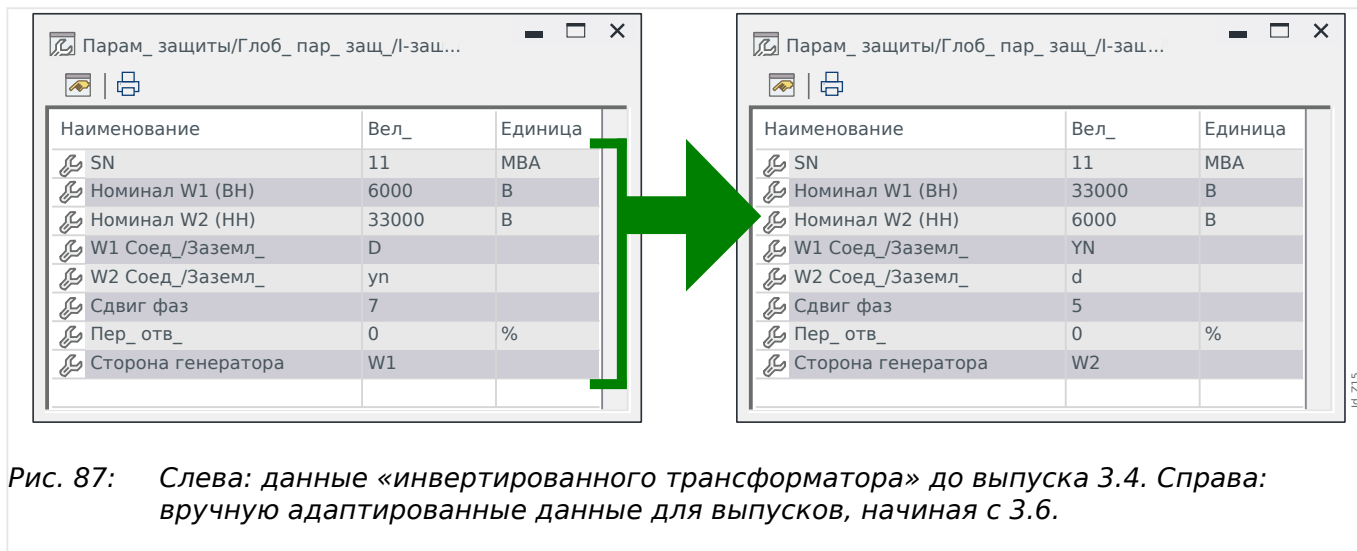 Парам_ защиты/Глоб_ пар_ защ_/I-защ...
Наименование Вел_ Единица
SN 11 МВА
Номинал W1 (ВН) 6000 В
Номинал W2 (НН) 33000 В
W1 Соед_/Заземл_ D
W2 Соед_/Заземл_ yn
Сдвиг фаз 7
Пер_ отв_ 0 %
Сторона генератора W1
Парам_ защиты/Глоб_ пар_ защ_/I-защ...
Наименование Вел_ Единица
SN 11 МВА
Номинал W1 (ВН) 33000 В
Номинал W2 (НН) 6000 В
W1 Соед_/Заземл_ YN
W2 Соед_/Заземл_ d
Сдвиг фаз 5
Пер_ отв_ 0 %
Сторона генератора W2
Рис. 87: Слева: данные «инвертированного трансформатора» до выпуска 3.4. Справа:
вручную адаптированные данные для выпусков, начиная с 3.6.